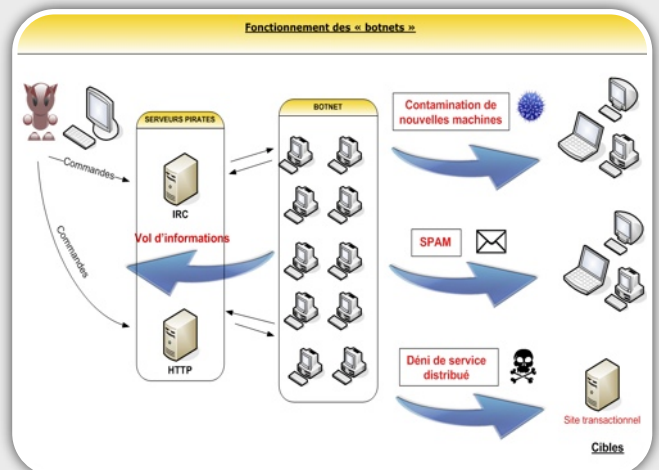 Fonctionnement des « botnets »
SERVEURS PIRATES
BOTNET
Contamination de
nouvelles machines
Commandes
IRC
Commandes
Vol d'informations
SPAM
HTTP
Déni de service
distribué
Site transactionnel
Cibles